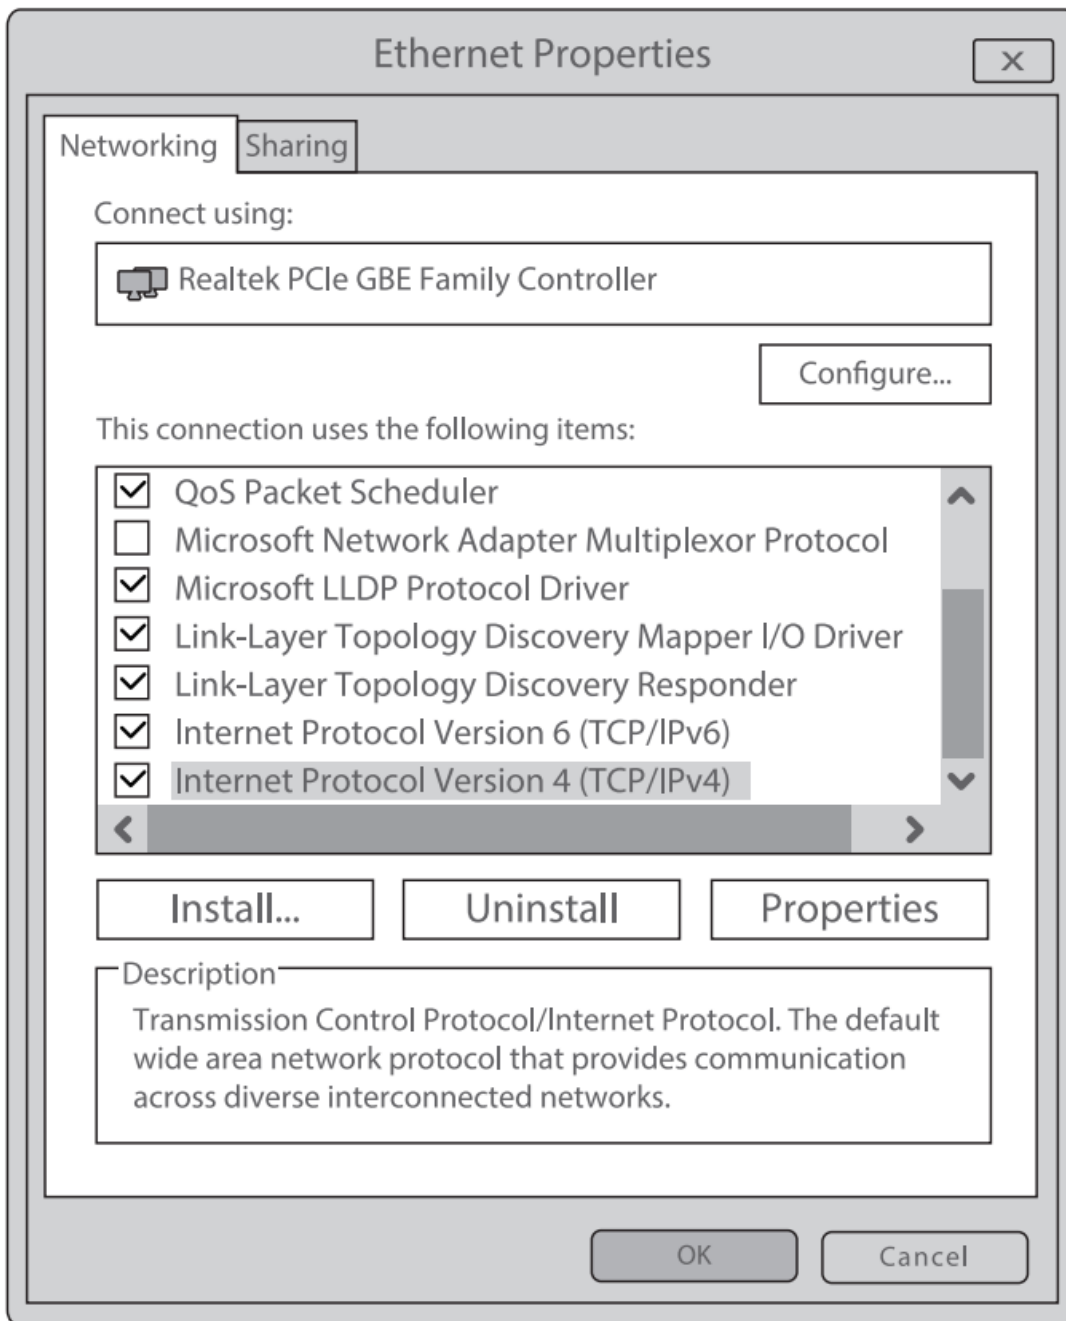 Ethernet Properties
X
Networking
Sharing
Connect using:
Realtek PCIe GBE Family Controller
Configure...
This connection uses the following items:
QoS Packet Scheduler
Microsoft Network Adapter Multiplexor Protocol
Microsoft LLDP Protocol Driver
Link-Layer Topology Discovery Mapper I/O Driver
Link-Layer Topology Discovery Responder
Internet Protocol Version 6 (TCP/IPv6)
Internet Protocol Version 4 (TCP/IPv4)
Install...
Uninstall
Properties
Description
Transmission Control Protocol/Internet Protocol. The default
wide area network protocol that provides communication
across diverse interconnected networks.
OK
Cancel